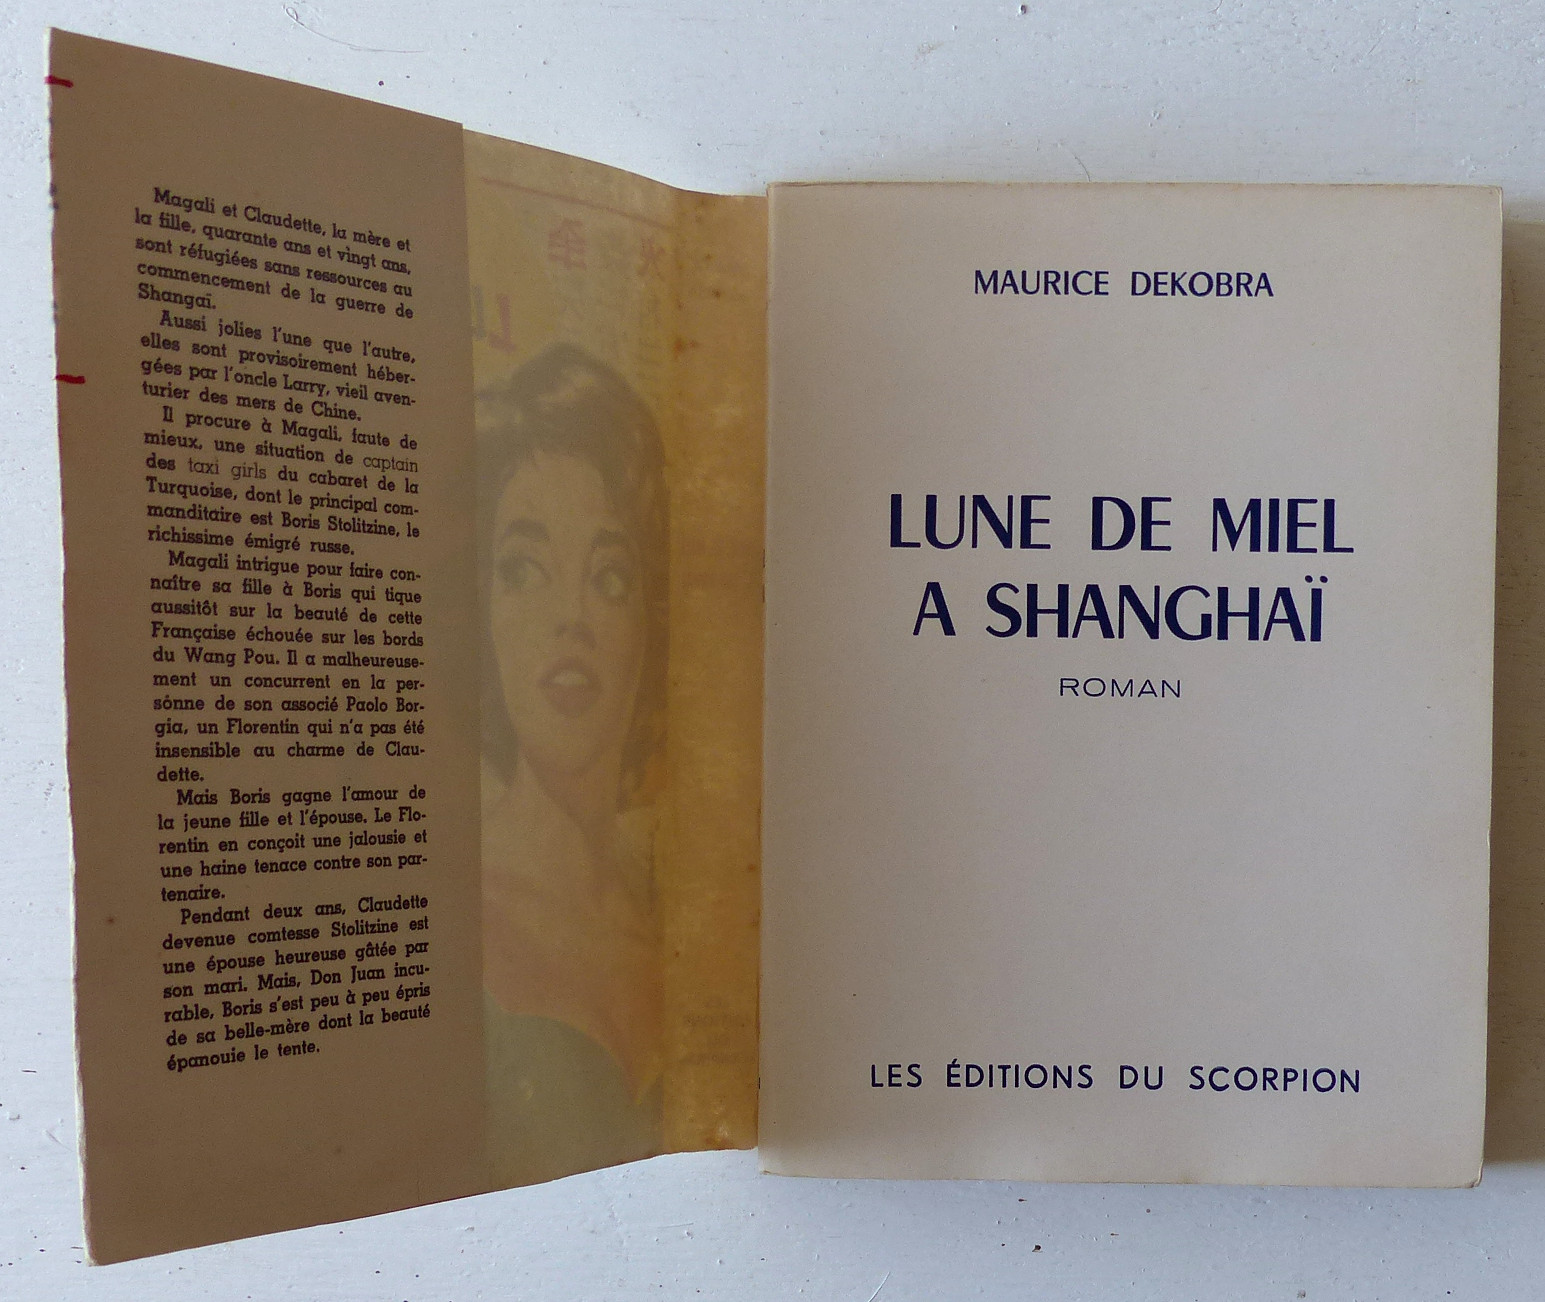 Magali et Claudette, la mère et
la fille, quarante ans et vingt ans,
sont réfugiées sans ressources au
commencement de la guerre de
Shangaï.
Aussi jolies l'une que l'autre,
elles sont provisoirement héber-
gées par l'oncle Larry, vieil aven-
turier des mers de Chine.
Il procure à Magali, faute de
mieux, une situation de captain
des taxi girls du cabaret de la
Turquoise, dont le principal com-
manditaire est Boris Stolitzine, le
richissime émigré russe.
Magali intrigue pour faire con-
naître sa fille à Boris qui tique
aussitôt sur la beauté de cette
Française échouée sur les bords
du Wang Pou. Il a malheureuse-
ment un concurrent en la per-
sonne de son associé Paolo Bor-
gia, un Florentin qui n'a pas été
insensible au charme de Clau-
dette.
Mais Boris gagne l'amour de
la jeune fille et l'épouse. Le Flo-
rentin en conçoit une jalousie et
une haine tenace contre son par-
tenaire.
Pendant deux ans, Claudette
devenue comtesse Stolitzine est
une épouse heureuse gâtée par
son mari. Mais, Don Juan incu-
rable, Boris s'est peu à peu épris
de sa belle-mère dont la beauté
épanouie le tente.
MAURICE DEKOBRA
LUNE DE MIEL
A SHANGHAÏ
ROMAN
LES ÉDITIONS DU SCORPION